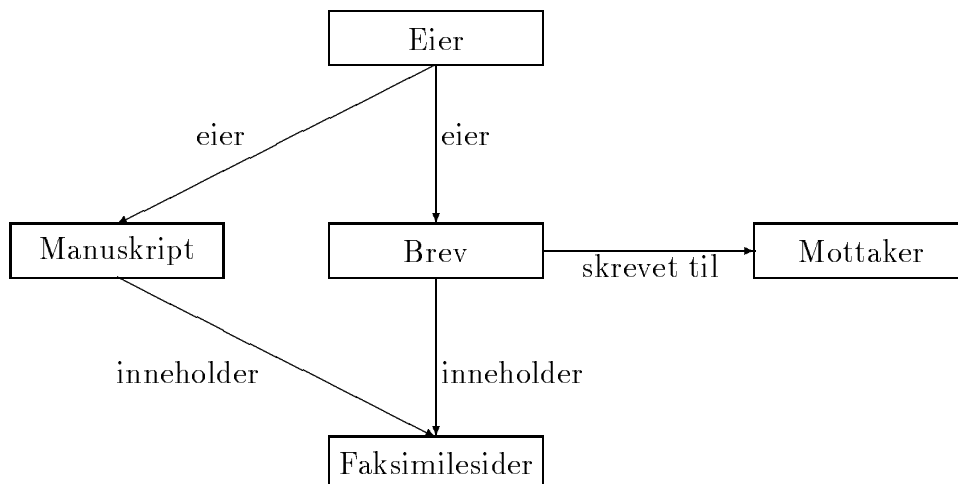 Eier
eier
eier
Manuskript
Brev
skrevet til
Mottaker
inneholder
inneholder
Faksimilesider